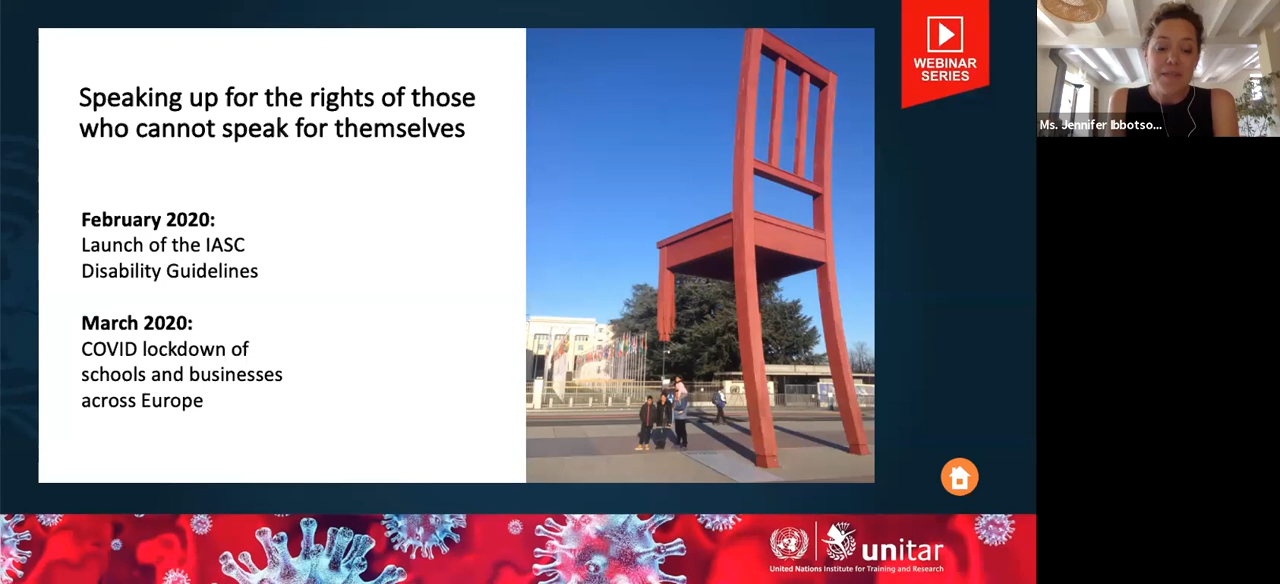 Speaking up for the rights of those
who cannot speak for themselves
February 2020:
Launch of the IASC
Disability Guidelines
March 2020:
COVID lockdown of
schools and businesses
across Europe
WEBINAR
SERIES
Ms. Jennifer Ibbotso...
unitar
United Nations Institute for Training and Research